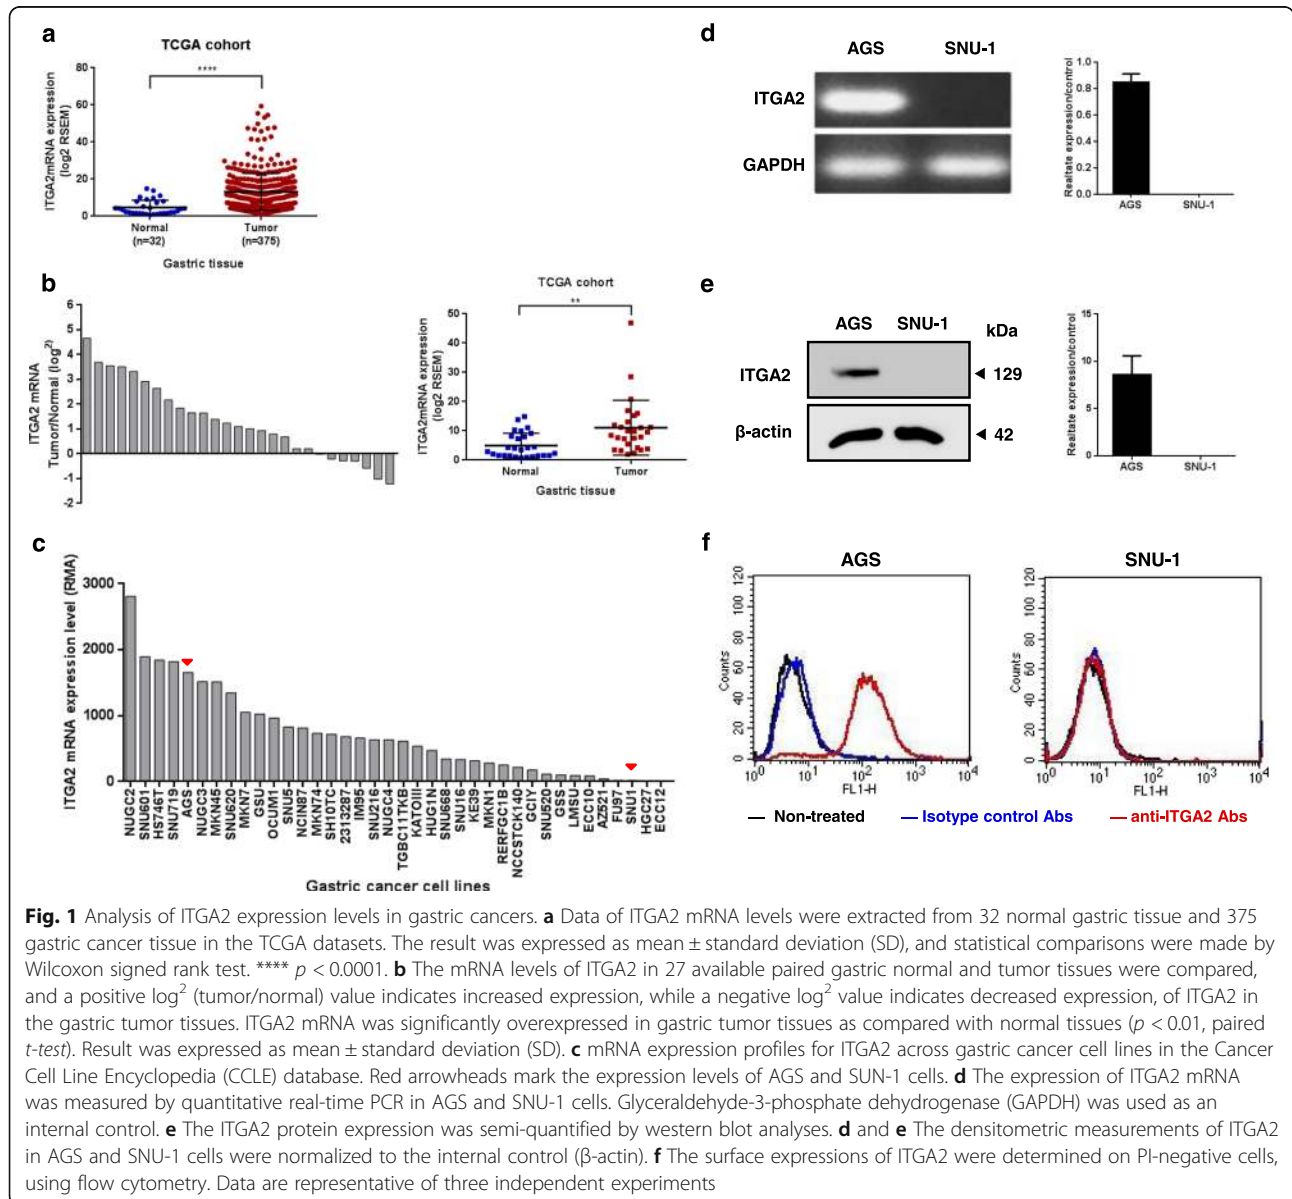 a
TCGA cohort
****
ITGA2mRNA expression
(log2 RSEM)
80
60
40
20
0
Normal
(n=32)
Tumor
(n=375)
Gastric tissue
b
ITGA2 mRNA
Tumor/Normal (log²)
6
5
4
3
2
1
0
-1
-2
TCGA cohort
**
ITGA2mRNA expression
(log2 RSEM)
50
40
30
20
10
0
Normal
Tumor
Gastric tissue
c
ITGA2 mRNA expression level (RMA)
3000
2000
1000
0
NUGC2
SNU601
HS746T
SNU719
AGS
NUGC3
MKN45
SNU620
MKN7
GSU
OCUM1
SNU5
NCIN87
MKN74
SH10TC
2313287
IM95
SNU216
NUGC4
TGBC11TKB
KATOIII
HUG1N
SNU668
SNU16
KE39
MKN1
RERFGC1B
NCCSTCK140
GCIY
SNU520
GSS
LMSU
ECC10
AZ521
FU97
SNU1
HGC27
ECC12
Gastric cancer cell lines
d
AGS SNU-1
ITGA2
GAPDH
Realtate expression/control
1.0
0.8
0.6
0.4
0.2
0.0
AGS SNU-1
e
AGS SNU-1 kDa
ITGA2 ◄ 129
β-actin ◄ 42
Realtate expression/control
15
10
5
0
AGS SNU-1
f
AGS
Counts
120
100
80
60
40
20
0
10⁰ 10¹ 10² 10³ 10⁴
FL1-H
SNU-1
Counts
120
100
80
60
40
20
0
10⁰ 10¹ 10² 10³ 10⁴
FL1-H
— Non-treated — Isotype control Abs — anti-ITGA2 Abs
Fig. 1 Analysis of ITGA2 expression levels in gastric cancers. a Data of ITGA2 mRNA levels were extracted from 32 normal gastric tissue and 375
gastric cancer tissue in the TCGA datasets. The result was expressed as mean ± standard deviation (SD), and statistical comparisons were made by
Wilcoxon signed rank test. **** p < 0.0001. b The mRNA levels of ITGA2 in 27 available paired gastric normal and tumor tissues were compared,
and a positive log² (tumor/normal) value indicates increased expression, while a negative log² value indicates decreased expression, of ITGA2 in
the gastric tumor tissues. ITGA2 mRNA was significantly overexpressed in gastric tumor tissues as compared with normal tissues (p < 0.01, paired
t-test). Result was expressed as mean ± standard deviation (SD). c mRNA expression profiles for ITGA2 across gastric cancer cell lines in the Cancer
Cell Line Encyclopedia (CCLE) database. Red arrowheads mark the expression levels of AGS and SUN-1 cells. d The expression of ITGA2 mRNA
was measured by quantitative real-time PCR in AGS and SNU-1 cells. Glyceraldehyde-3-phosphate dehydrogenase (GAPDH) was used as an
internal control. e The ITGA2 protein expression was semi-quantified by western blot analyses. d and e The densitometric measurements of ITGA2
in AGS and SNU-1 cells were normalized to the internal control (β-actin). f The surface expressions of ITGA2 were determined on PI-negative cells,
using flow cytometry. Data are representative of three independent experiments